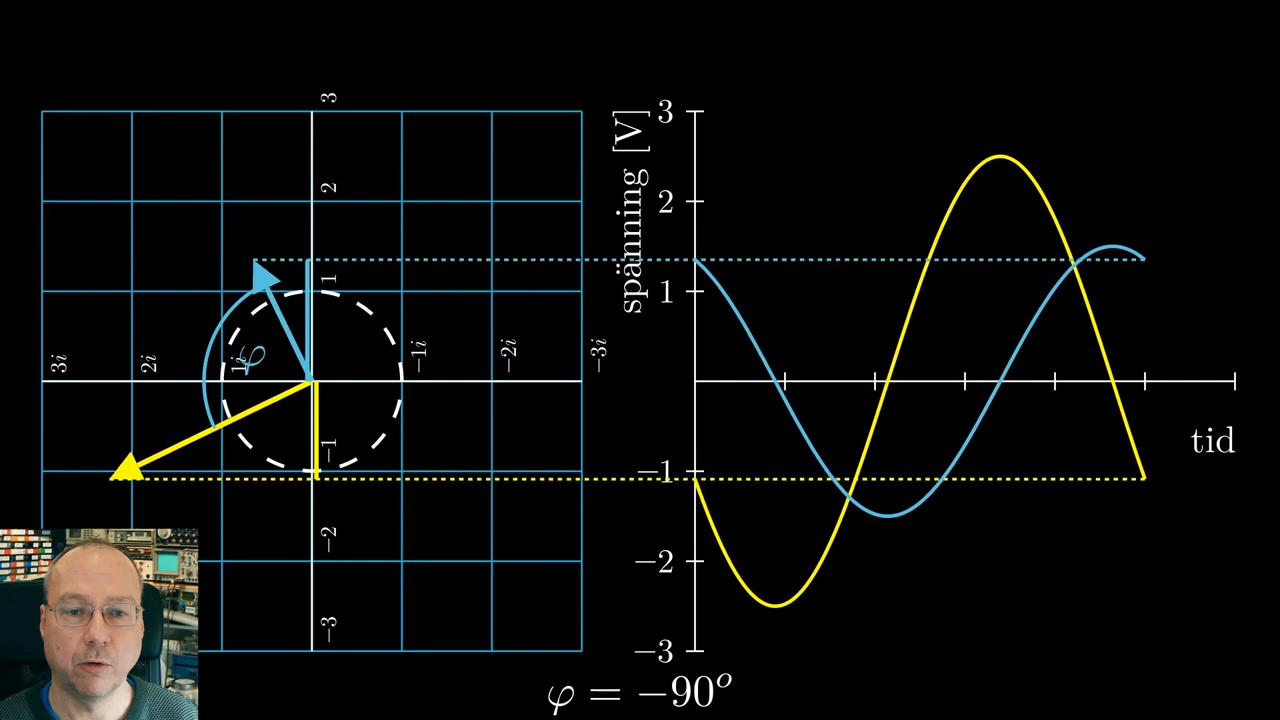 3
2
1
-1
-2
-3
3i
2i
1i
-1i
-2i
-3i
φ
spänning [V]
3
2
1
−1
−2
−3
tid
φ = −90°